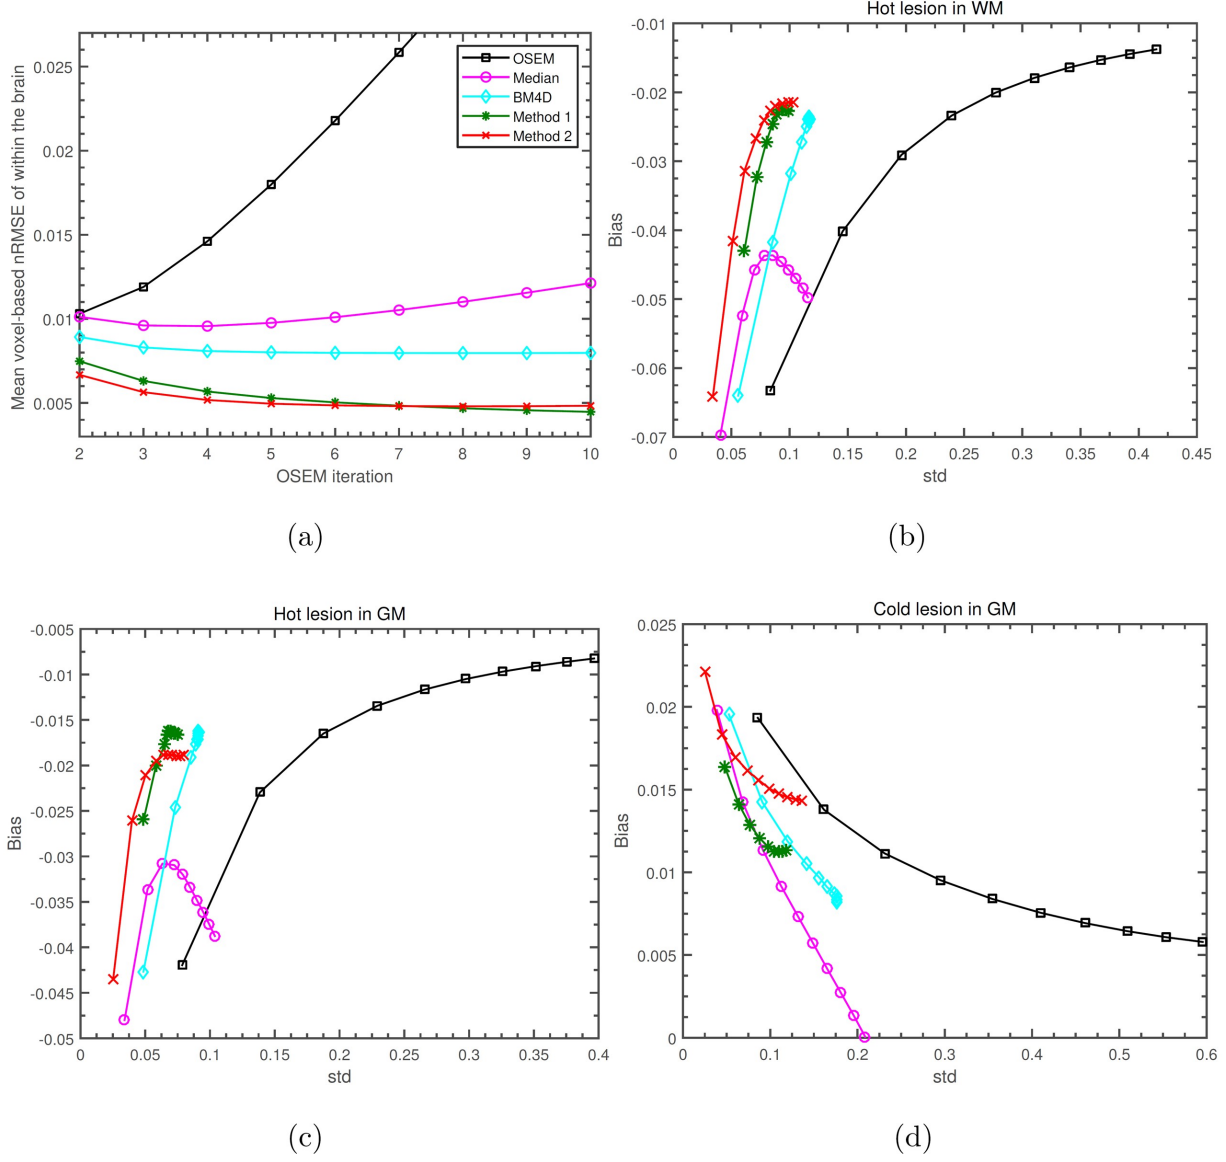 Mean voxel-based nRMSE of within the brain
0.025
0.02
0.015
0.01
0.005
2 3 4 5 6 7 8 9 10
OSEM iteration
OSEM
Median
BM4D
Method 1
Method 2
(a)
Hot lesion in WM
Bias
-0.01
-0.02
-0.03
-0.04
-0.05
-0.06
-0.07
0 0.05 0.1 0.15 0.2 0.25 0.3 0.35 0.4 0.45
std
(b)
Hot lesion in GM
Bias
-0.005
-0.01
-0.015
-0.02
-0.025
-0.03
-0.035
-0.04
-0.045
-0.05
0 0.05 0.1 0.15 0.2 0.25 0.3 0.35 0.4
std
(c)
Cold lesion in GM
Bias
0.025
0.02
0.015
0.01
0.005
0
0 0.1 0.2 0.3 0.4 0.5 0.6
std
(d)